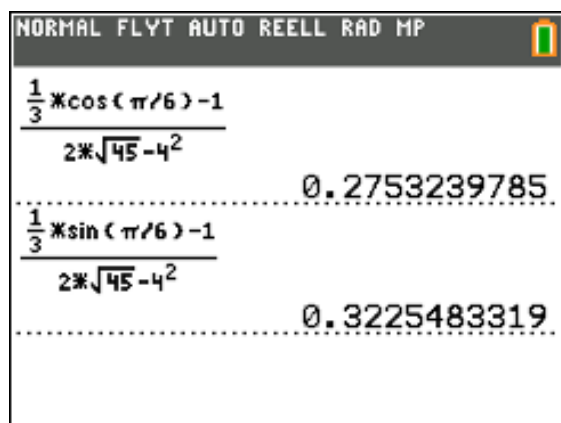 NORMAL FLYT AUTO REELL RAD MP
1/3*cos(π/6)-1
2*√45-4²
0.2753239785
1/3*sin(π/6)-1
2*√45-4²
0.3225483319